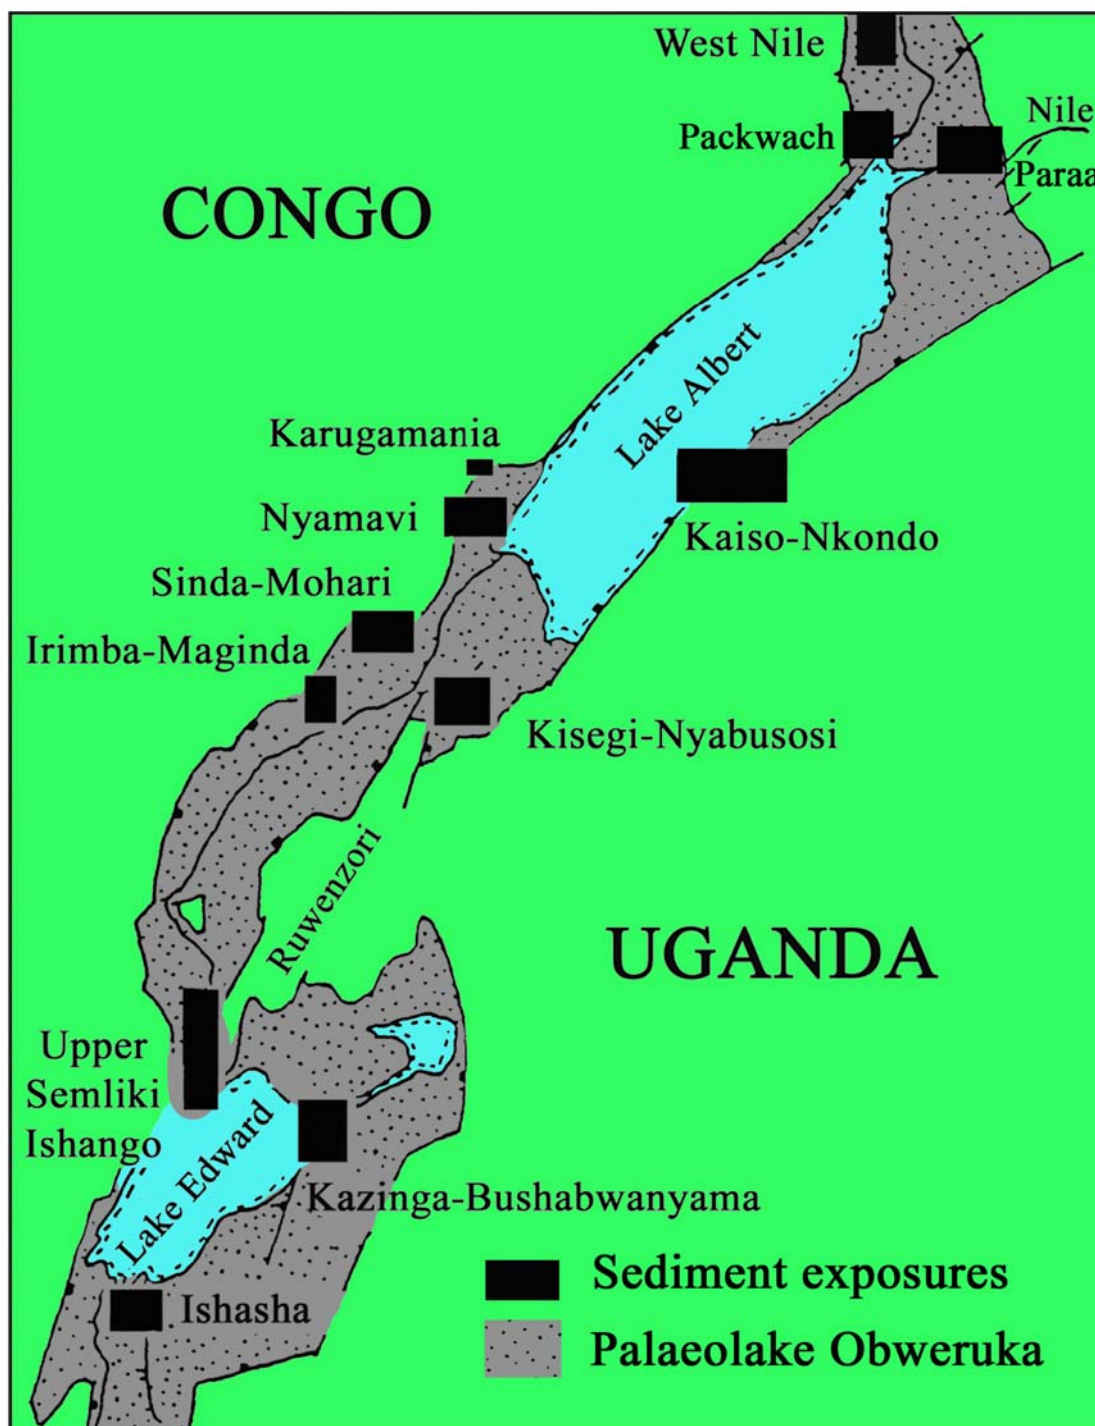 West Nile
Nile
Packwach
Paraa
CONGO
Lake Albert
Karugamania
Nyamavi
Kaiso-Nkondo
Sinda-Mohari
Irimba-Maginda
Kisegi-Nyabusosi
Ruwenzori
UGANDA
Upper
Semliki
Ishango
Lake Edward
Kazinga-Bushabwanyama
Sediment exposures
Ishasha
Palaeolake Obweruka